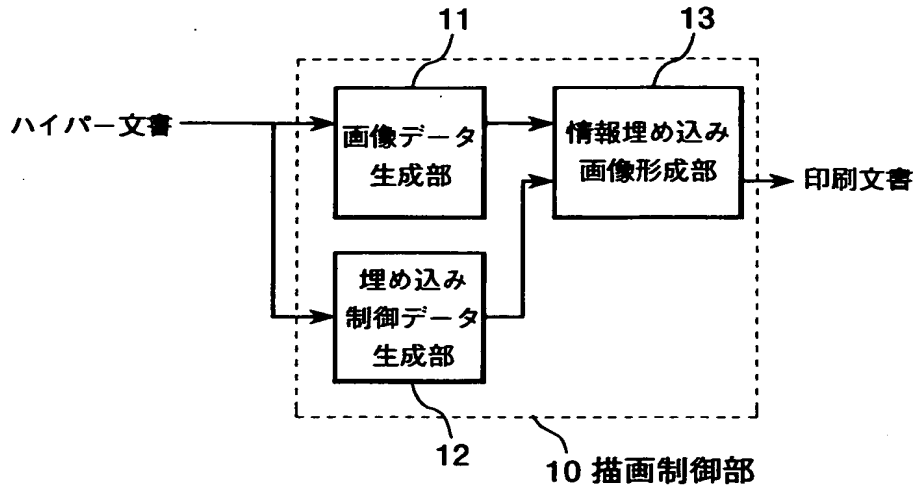 11
13
ハイパー文書
画像データ
生成部
情報埋め込み
画像形成部
印刷文書
埋め込み
制御データ
生成部
12
10 描画制御部